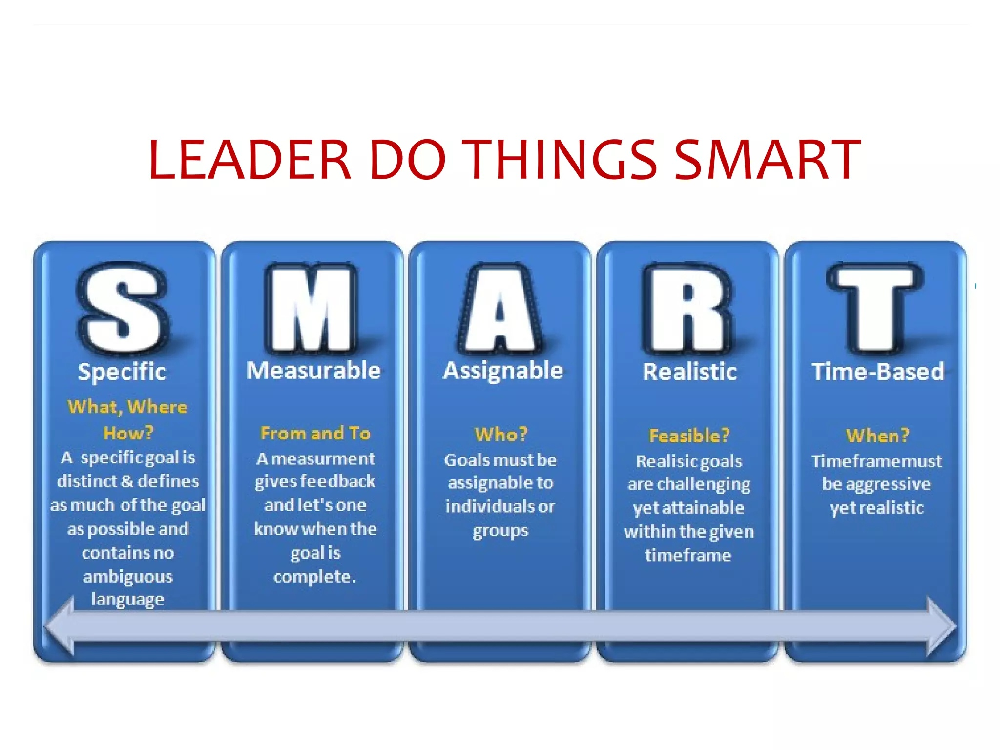 LEADER DO THINGS SMART
S
Specific
What, Where
How?
A specific goal is
distinct & defines
as much of the goal
as possible and
contains no
ambiguous
language
M
Measurable
From and To
A measurment
gives feedback
and let's one
know when the
goal is
complete.
A
Assignable
Who?
Goals must be
assignable to
individuals or
groups
R
Realistic
Feasible?
Realisic goals
are challenging
yet attainable
within the given
timeframe
T
Time-Based
When?
Timeframe must
be aggressive
yet realistic